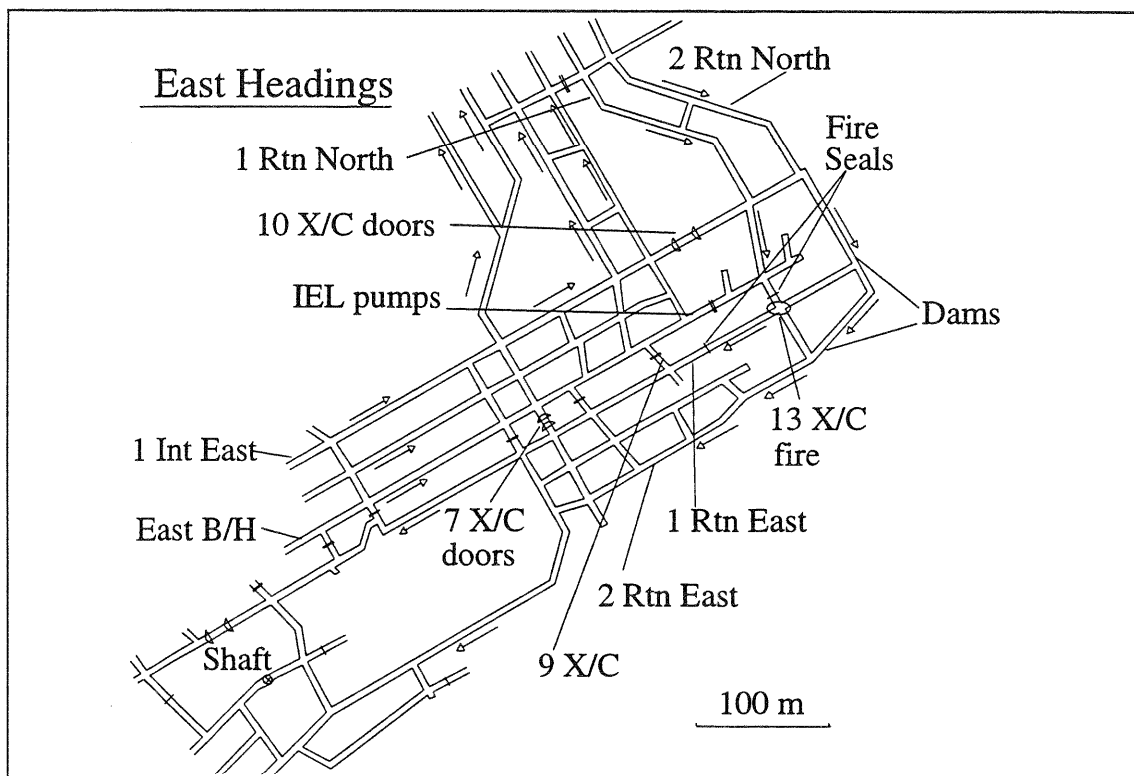 East Headings
2 Rtn North
Fire
Seals
1 Rtn North
10 X/C doors
IEL pumps
Dams
13 X/C
fire
1 Int East
East B/H
7 X/C
doors
1 Rtn East
2 Rtn East
9 X/C
Shaft
100 m